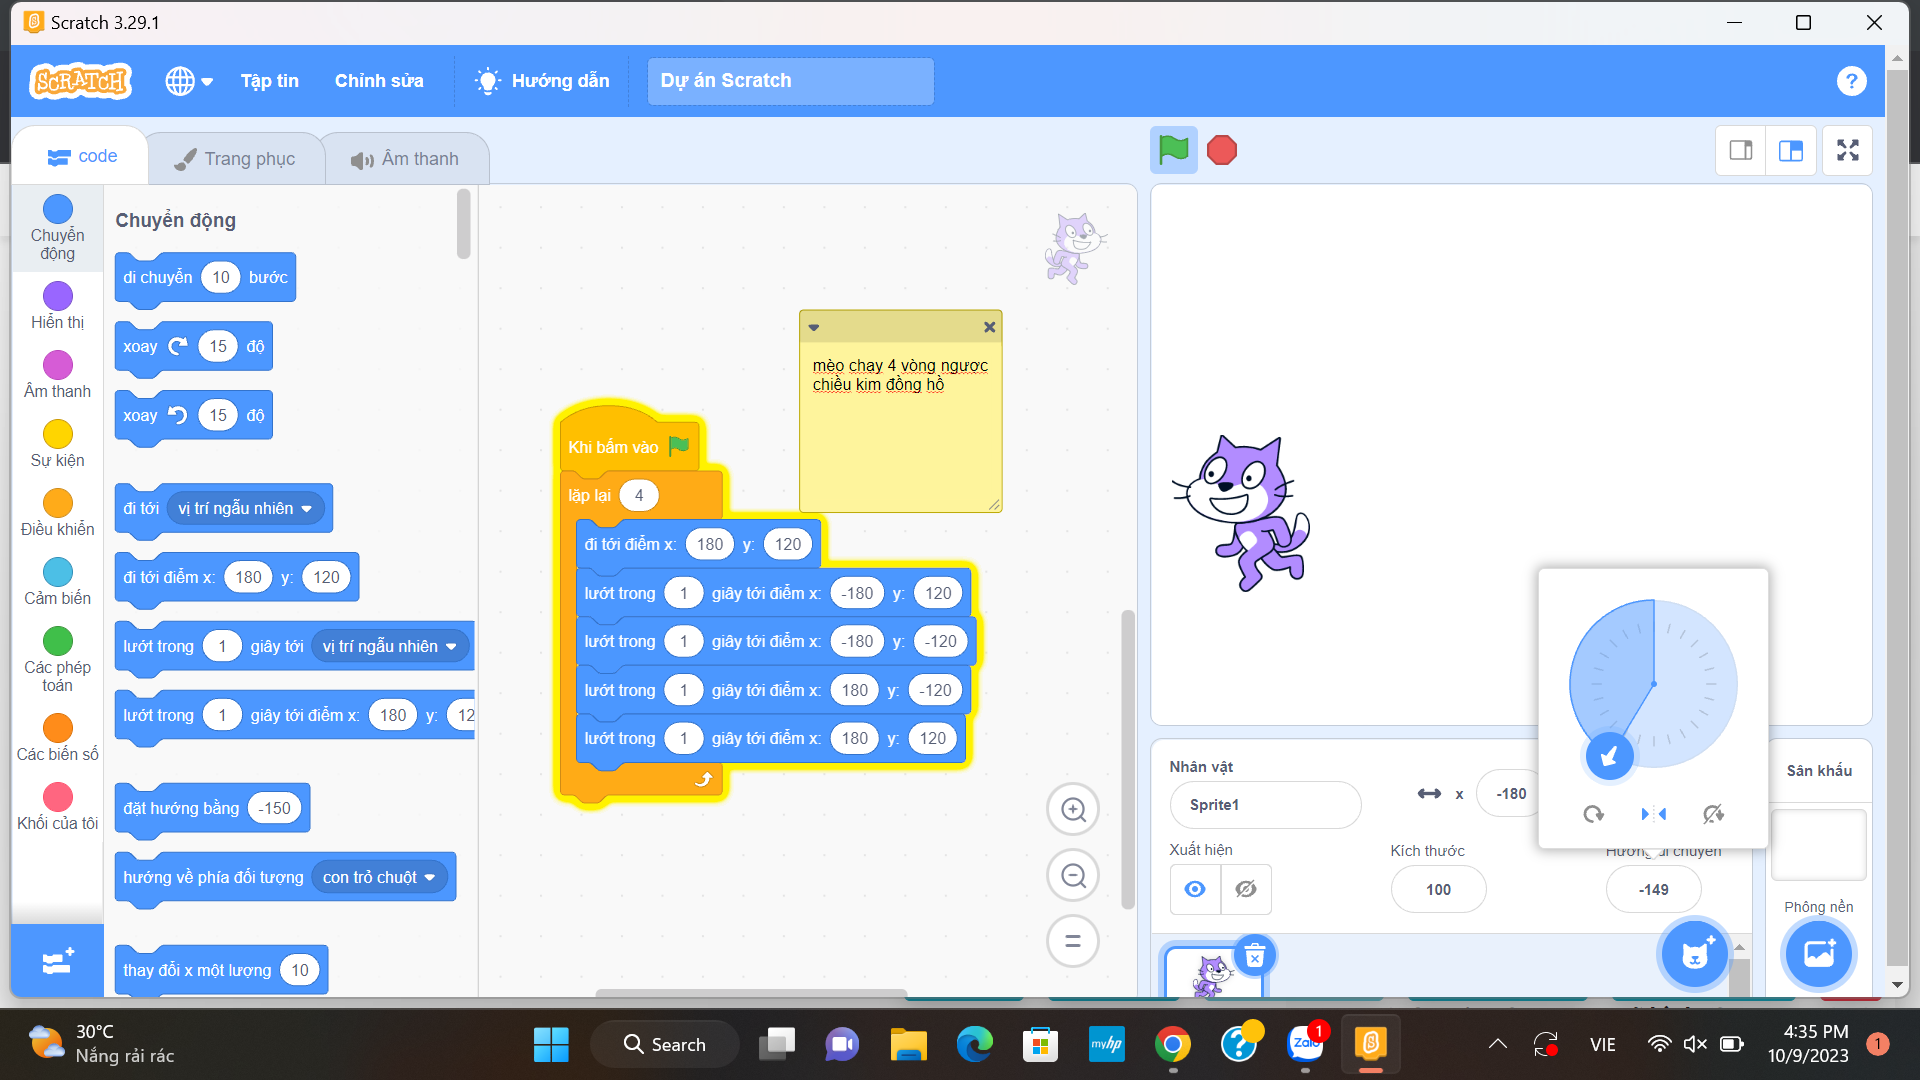 Scratch 3.29.1
SCRATCH
Tập tin
Chỉnh sửa
Hướng dẫn
Dự án Scratch
?
code
Trang phục
Âm thanh
Chuyển
động
Hiển thị
Âm thanh
Sự kiện
Điều khiển
Cảm biến
Các phép
toán
Các biến số
Khối của tôi
Chuyển động
di chuyển 10 bước
xoay 15 độ
xoay 15 độ
đi tới vị trí ngẫu nhiên
đi tới điểm x: 180 y: 120
lướt trong 1 giây tới vị trí ngẫu nhiên
lướt trong 1 giây tới điểm x: 180 y: 12
đặt hướng bằng -150
hướng về phía đối tượng con trỏ chuột
thay đổi x một lượng 10
mèo chay 4 vòng ngược
chiều kim đồng hồ
Khi bấm vào
lặp lại 4
đi tới điểm x: 180 y: 120
lướt trong 1 giây tới điểm x: -180 y: 120
lướt trong 1 giây tới điểm x: -180 y: -120
lướt trong 1 giây tới điểm x: 180 y: -120
lướt trong 1 giây tới điểm x: 180 y: 120
Nhân vật
Sprite1
x -180
Xuất hiện
Kích thước
100
Hướng di chuyển
-149
Sân khấu
Phông nền
30°C
Nắng rải rác
Search
myhp
Zalo
1
VIE
4:35 PM
10/9/2023
1